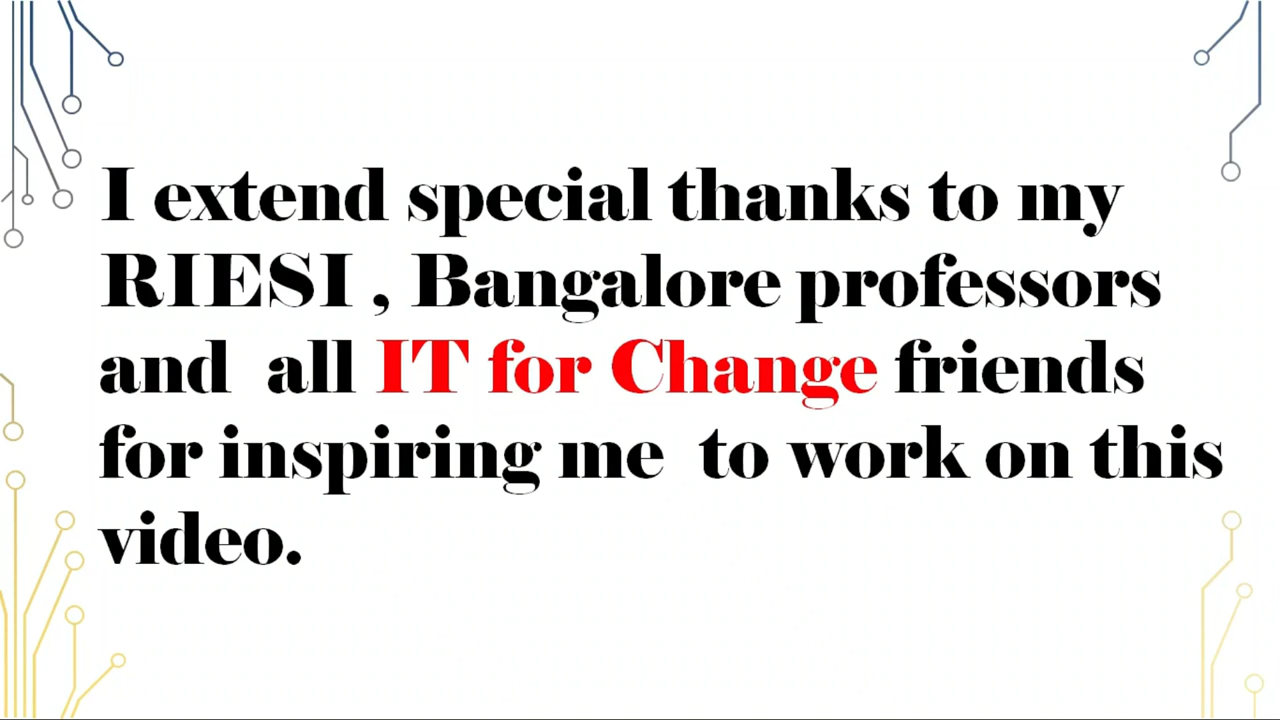 I extend special thanks to my
RIESI , Bangalore professors
and all IT for Change friends
for inspiring me to work on this
video.